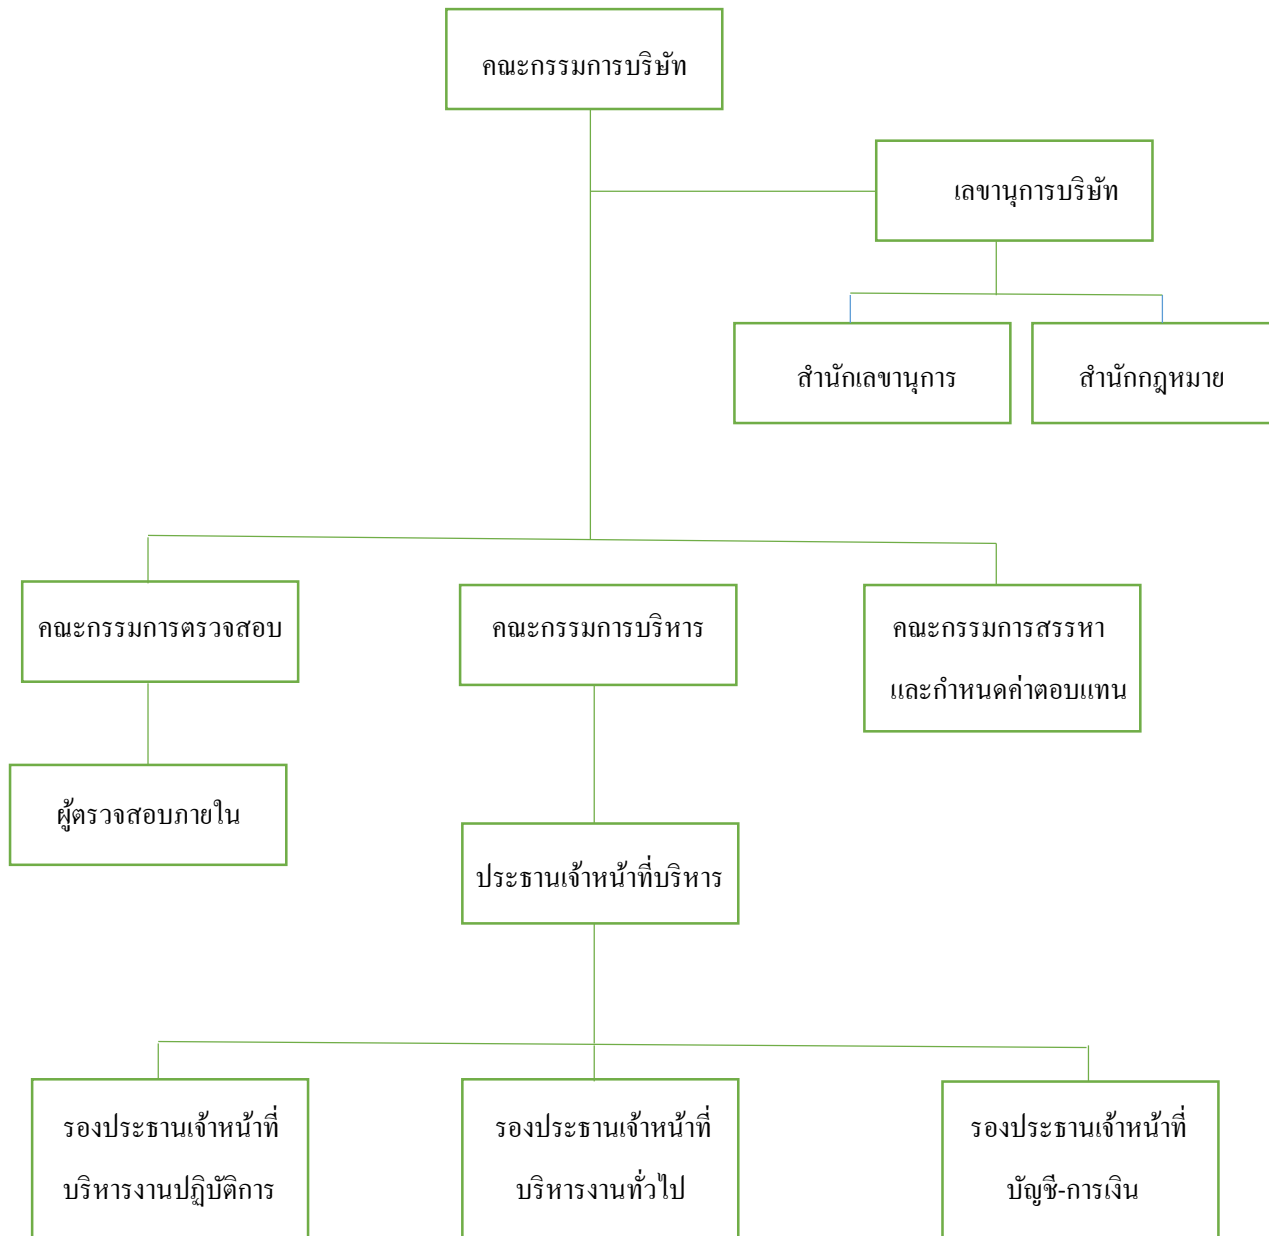 คณะกรรมการบริษัท
เลขานุการบริษัท
สำนักเลขานุการ
สำนักกฎหมาย
คณะกรรมการตรวจสอบ
คณะกรรมการบริหาร
คณะกรรมการสรรหา
และกำหนดค่าตอบแทน
ผู้ตรวจสอบภายใน
ประธานเจ้าหน้าที่บริหาร
รองประธานเจ้าหน้าที่
บริหารงานปฏิบัติการ
รองประธานเจ้าหน้าที่
บริหารงานทั่วไป
รองประธานเจ้าหน้าที่
บัญชี-การเงิน